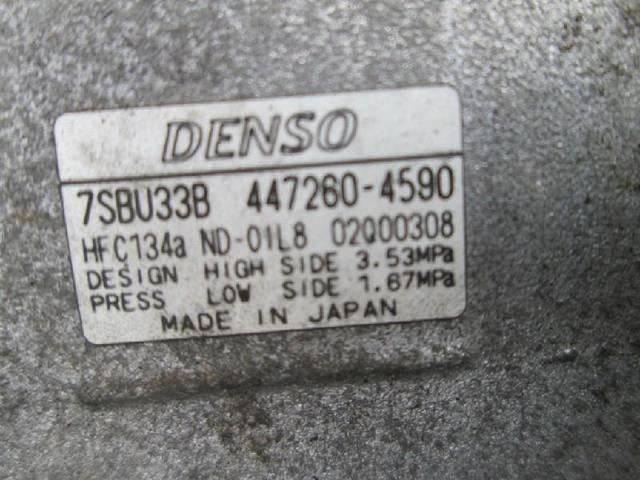 DENSO
7SBU33B 447260-4590
HFC134a ND-OIL8 02Q00308
DESIGN HIGH SIDE 3.53MPa
PRESS LOW SIDE 1.67MPa
MADE IN JAPAN